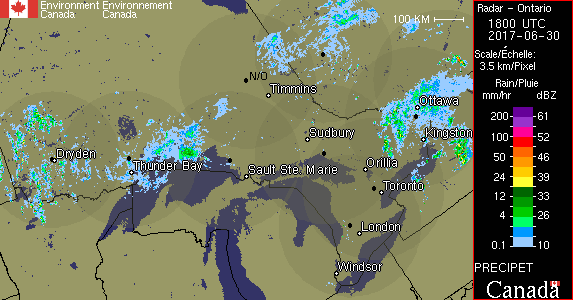 Environment Environnement
Canada Canada
100 KM
N/O
Timmins
Ottawa
Sudbury
Kingston
Dryden
Thunder Bay
Sault Ste. Marie
Orillia
Toronto
London
Windsor
Radar - Ontario
1800 UTC
2017-06-30
Scale/Échelle:
3.5 km/Pixel
Rain/Pluie
mm/hr dBZ
200 61
100 52
50 46
24 39
12 33
4 26
0.1 10
PRECIPET
Canada